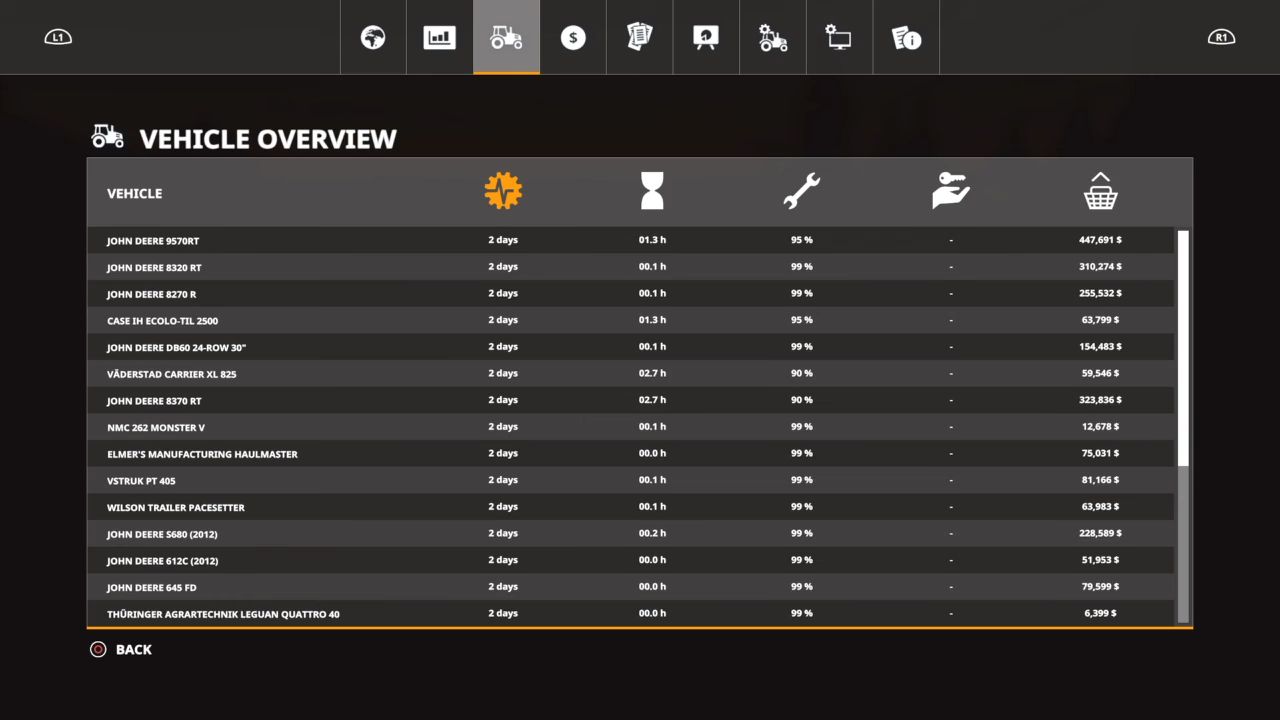 L1
$
R1
VEHICLE OVERVIEW
VEHICLE
JOHN DEERE 9570RT 2 days 01.3 h 95 % - 447,691 $
JOHN DEERE 8320 RT 2 days 00.1 h 99 % - 310,274 $
JOHN DEERE 8270 R 2 days 00.1 h 99 % - 255,532 $
CASE IH ECOLO-TIL 2500 2 days 01.3 h 95 % - 63,799 $
JOHN DEERE DB60 24-ROW 30" 2 days 00.1 h 99 % - 154,483 $
VÄDERSTAD CARRIER XL 825 2 days 02.7 h 90 % - 59,546 $
JOHN DEERE 8370 RT 2 days 02.7 h 90 % - 323,836 $
NMC 262 MONSTER V 2 days 00.1 h 99 % - 12,678 $
ELMER'S MANUFACTURING HAULMASTER 2 days 00.0 h 99 % - 75,031 $
VSTRUK PT 405 2 days 00.1 h 99 % - 81,166 $
WILSON TRAILER PACESETTER 2 days 00.1 h 99 % - 63,983 $
JOHN DEERE S680 (2012) 2 days 00.2 h 99 % - 228,589 $
JOHN DEERE 612C (2012) 2 days 00.0 h 99 % - 51,953 $
JOHN DEERE 645 FD 2 days 00.0 h 99 % - 79,599 $
THÜRINGER AGRARTECHNIK LEGUAN QUATTRO 40 2 days 00.0 h 99 % - 6,399 $
BACK